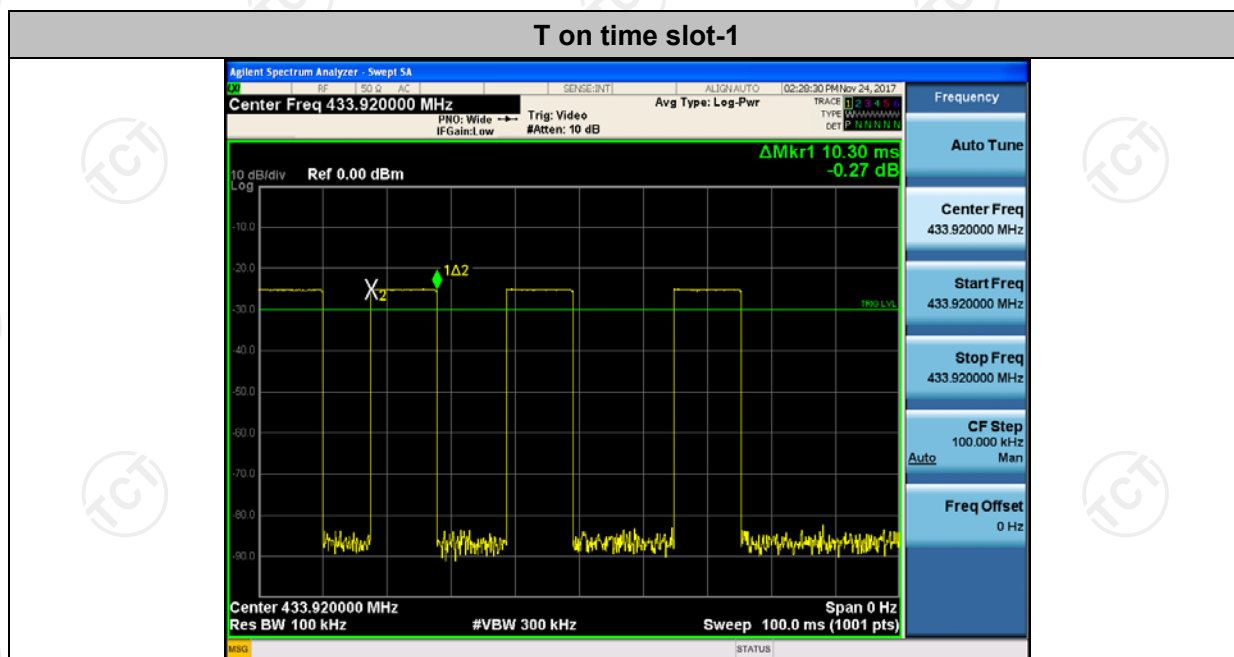 T on time slot-1
Agilent Spectrum Analyzer - Swept SA
LXI RF 50 Ω AC SENSE:INT ALIGNAUTO 02:28:30 PM Nov 24, 2017
Center Freq 433.920000 MHz
Avg Type: Log-Pwr
TRACE 1 2 3 4 5 6
PNO: Wide
Trig: Video
TYPE WWWWWW
IFGain:Low
#Atten: 10 dB
DET P N N N N N
ΔMkr1 10.30 ms
-0.27 dB
10 dB/div Ref 0.00 dBm
Log
-10.0
-20.0
-30.0
-40.0
-50.0
-60.0
-70.0
-80.0
-90.0
X2
1Δ2
TRIG LVL
Center 433.920000 MHz
Span 0 Hz
Res BW 100 kHz
#VBW 300 kHz
Sweep 100.0 ms (1001 pts)
MSG
STATUS
Frequency
Auto Tune
Center Freq
433.920000 MHz
Start Freq
433.920000 MHz
Stop Freq
433.920000 MHz
CF Step
100.000 kHz
Auto Man
Freq Offset
0 Hz
TCT
TCT
TCT
TCT